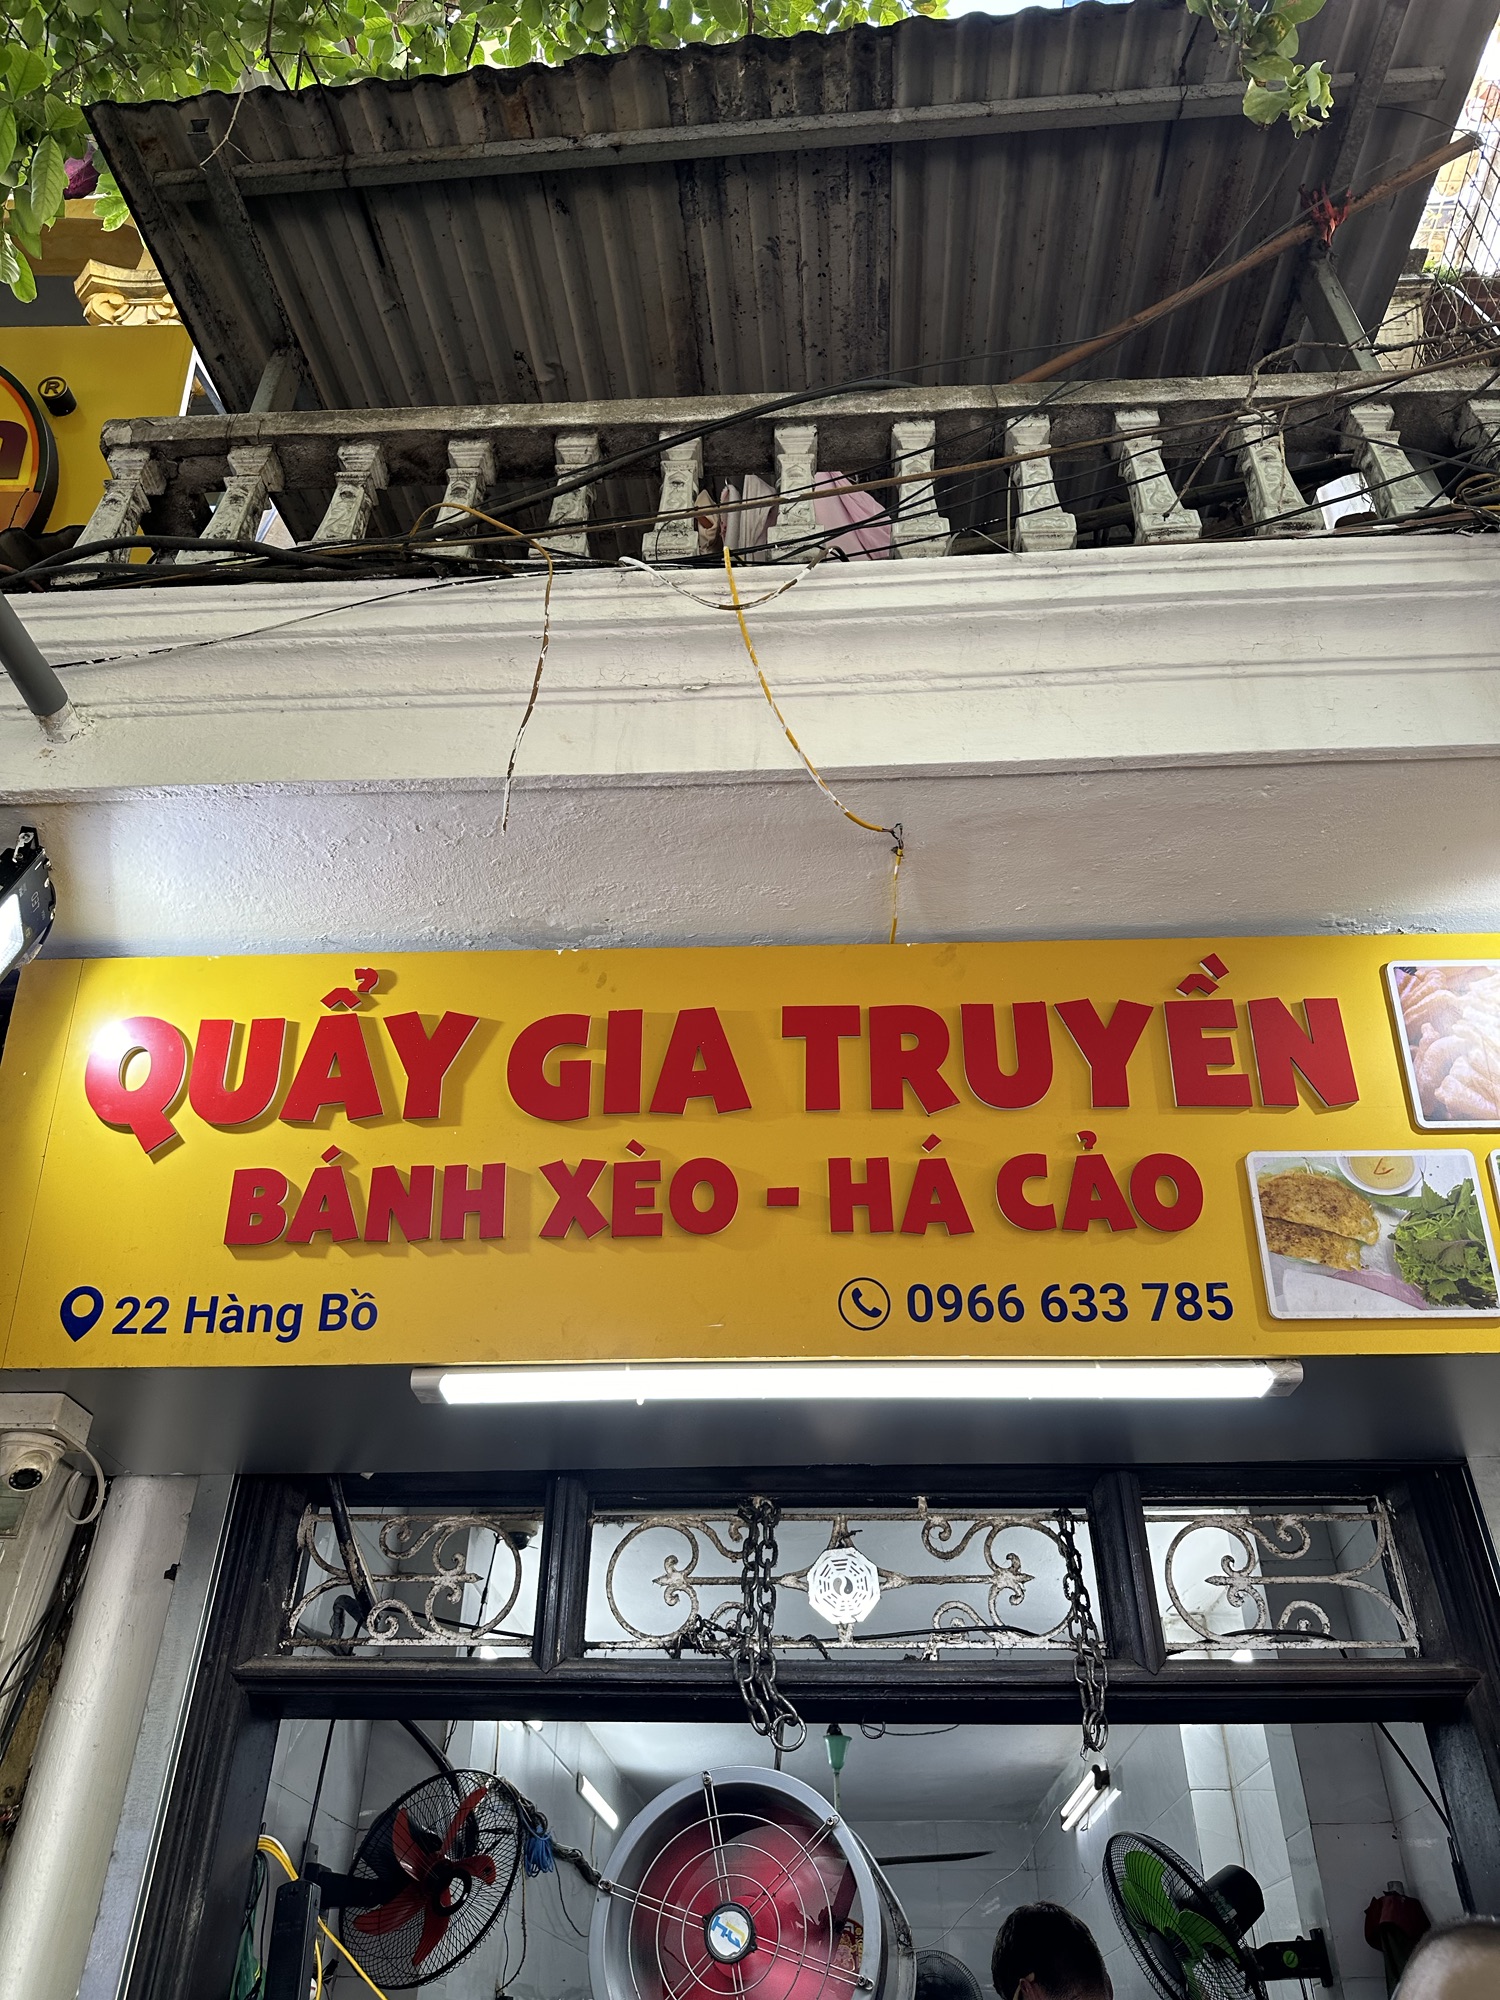 ®
QUẨY GIA TRUYỀN
BÁNH XÈO - HÁ CẢO
22 Hàng Bồ
0966 633 785